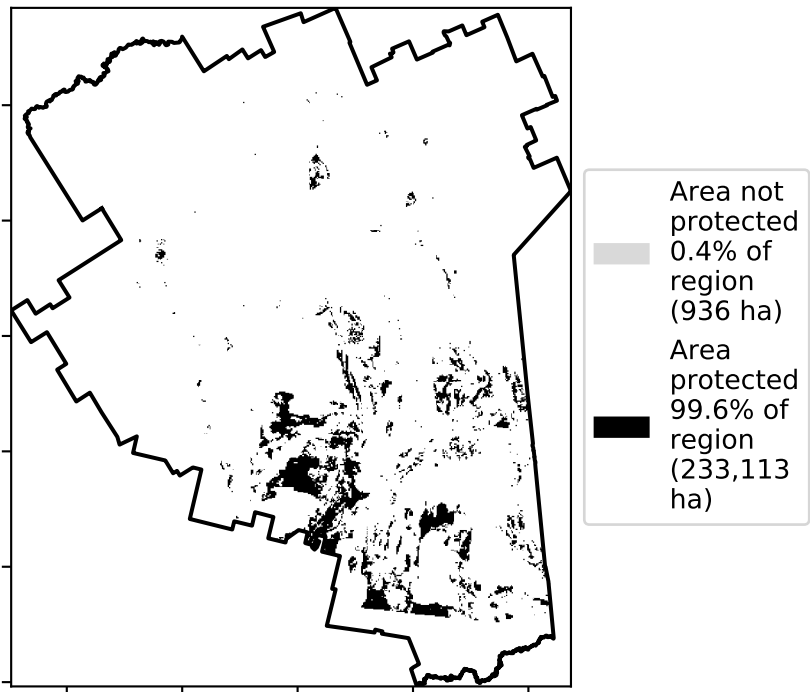 Area not
protected
0.4% of
region
(936 ha)
Area
protected
99.6% of
region
(233,113
ha)